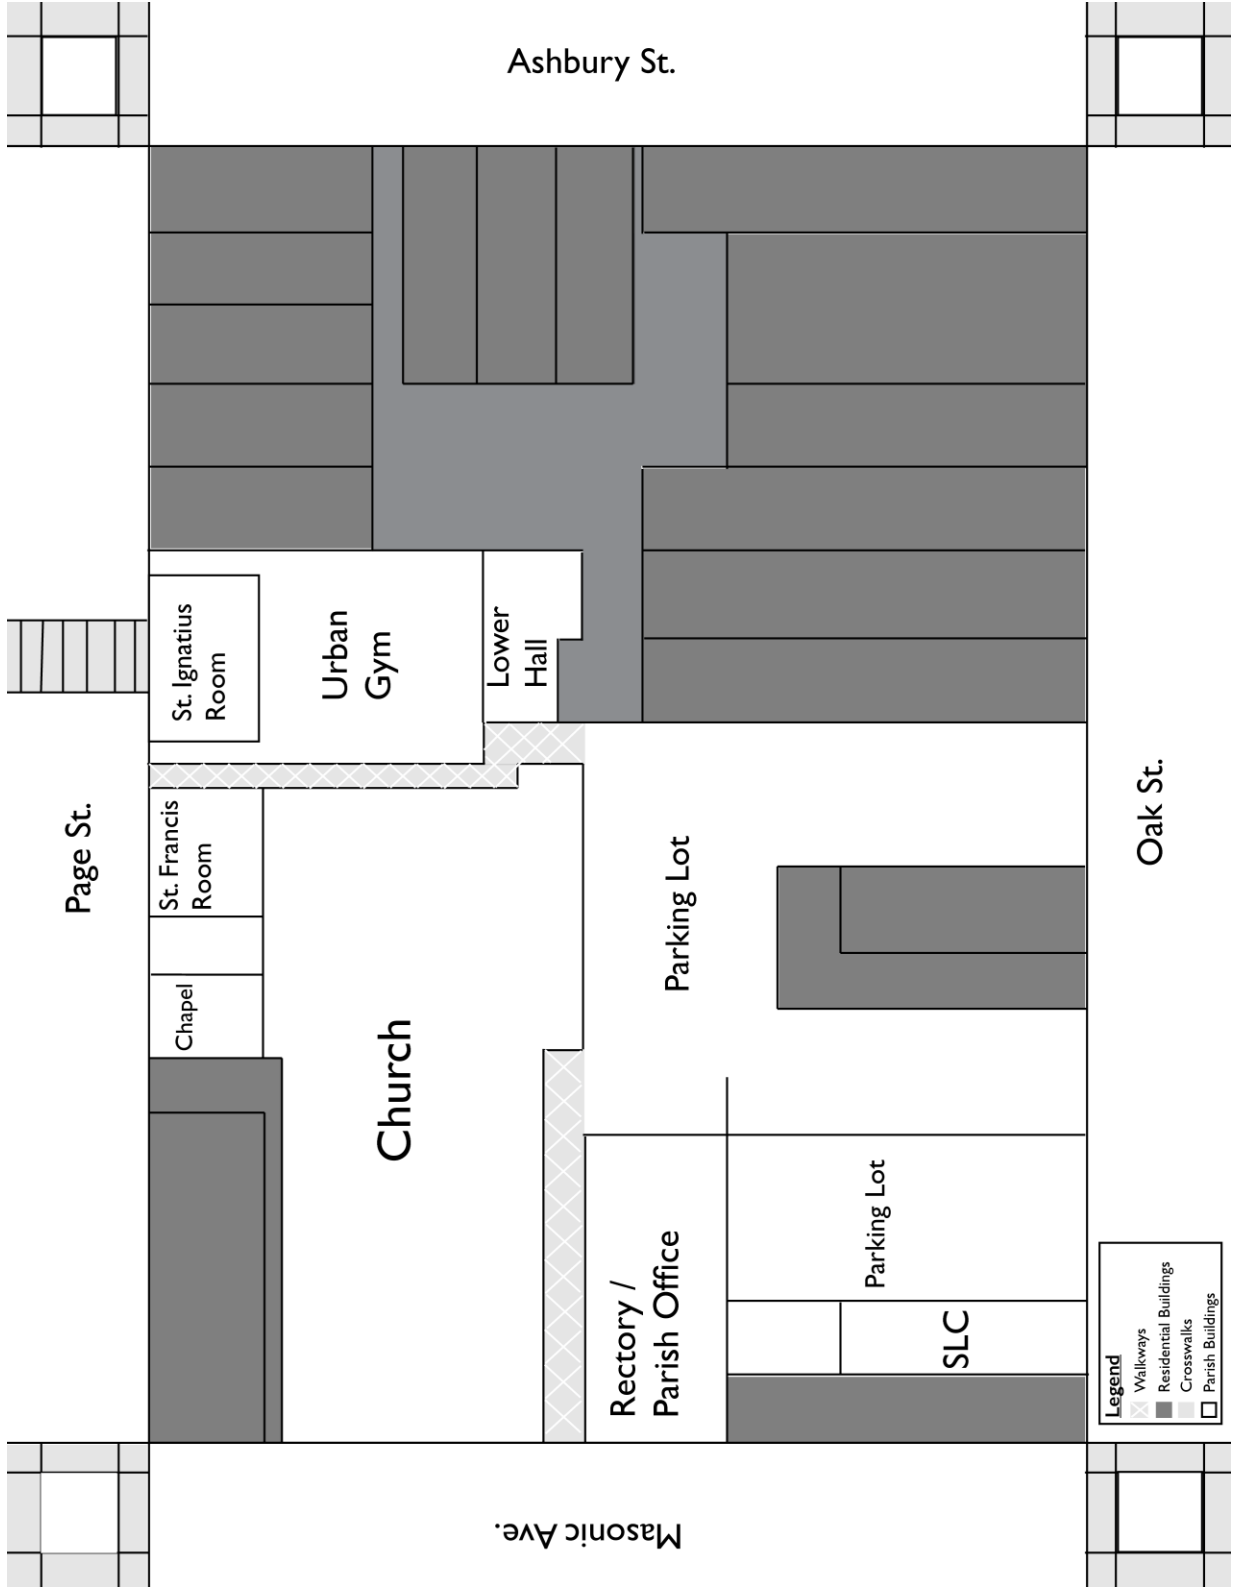 Ashbury St.
Page St.
St. Ignatius
Room
Urban
Gym
Lower
Hall
St. Francis
Room
Chapel
Church
Parking Lot
Oak St.
Rectory /
Parish Office
Parking Lot
SLC
Legend
Walkways
Residential Buildings
Crosswalks
Parish Buildings
Masonic Ave.